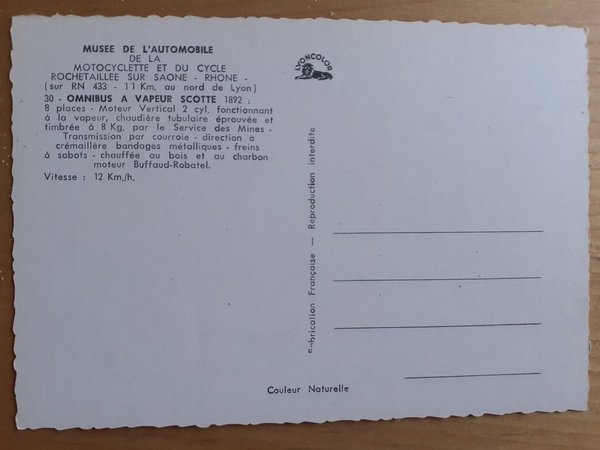 MUSEE DE L'AUTOMOBILE
DE LA
MOTOCYCLETTE ET DU CYCLE
ROCHETAILLEE SUR SAONE - RHONE -
(sur RN 433 - 11 Km, au nord de Lyon)
30 - OMNIBUS A VAPEUR SCOTTE 1892 :
8 places - Moteur Vertical 2 cyl. fonctionnant
à la vapeur, chaudière tubulaire éprouvée et
timbrée à 8 Kg, par le Service des Mines -
Transmission par courroie - direction à
crémaillère bandages métalliques - freins
à sabots - chauffée au bois et au charbon
moteur Buffaud-Robatel.
Vitesse : 12 Km./h.
LYONCOLOR
Fabrication Française — Reproduction interdite
Couleur Naturelle